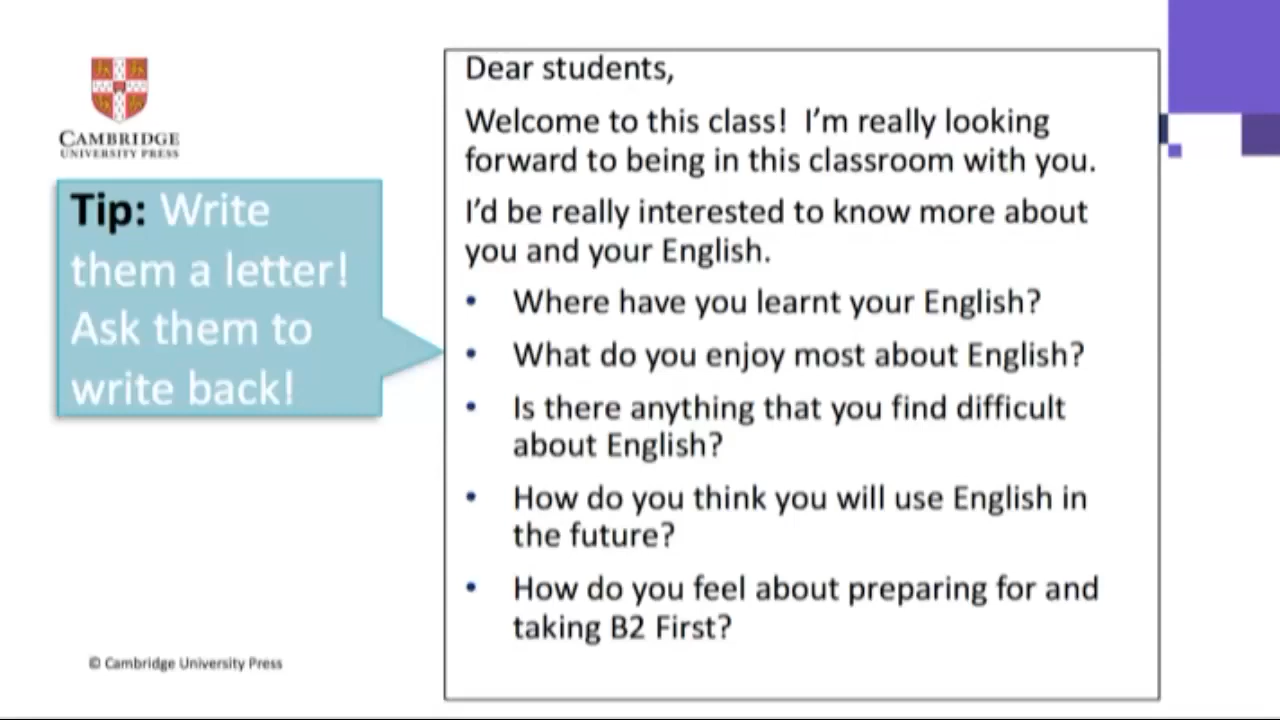 CAMBRIDGE
UNIVERSITY PRESS
Tip: Write
them a letter!
Ask them to
write back!
Dear students,
Welcome to this class!  I'm really looking
forward to being in this classroom with you.
I'd be really interested to know more about
you and your English.
• Where have you learnt your English?
• What do you enjoy most about English?
• Is there anything that you find difficult
about English?
• How do you think you will use English in
the future?
• How do you feel about preparing for and
taking B2 First?
© Cambridge University Press